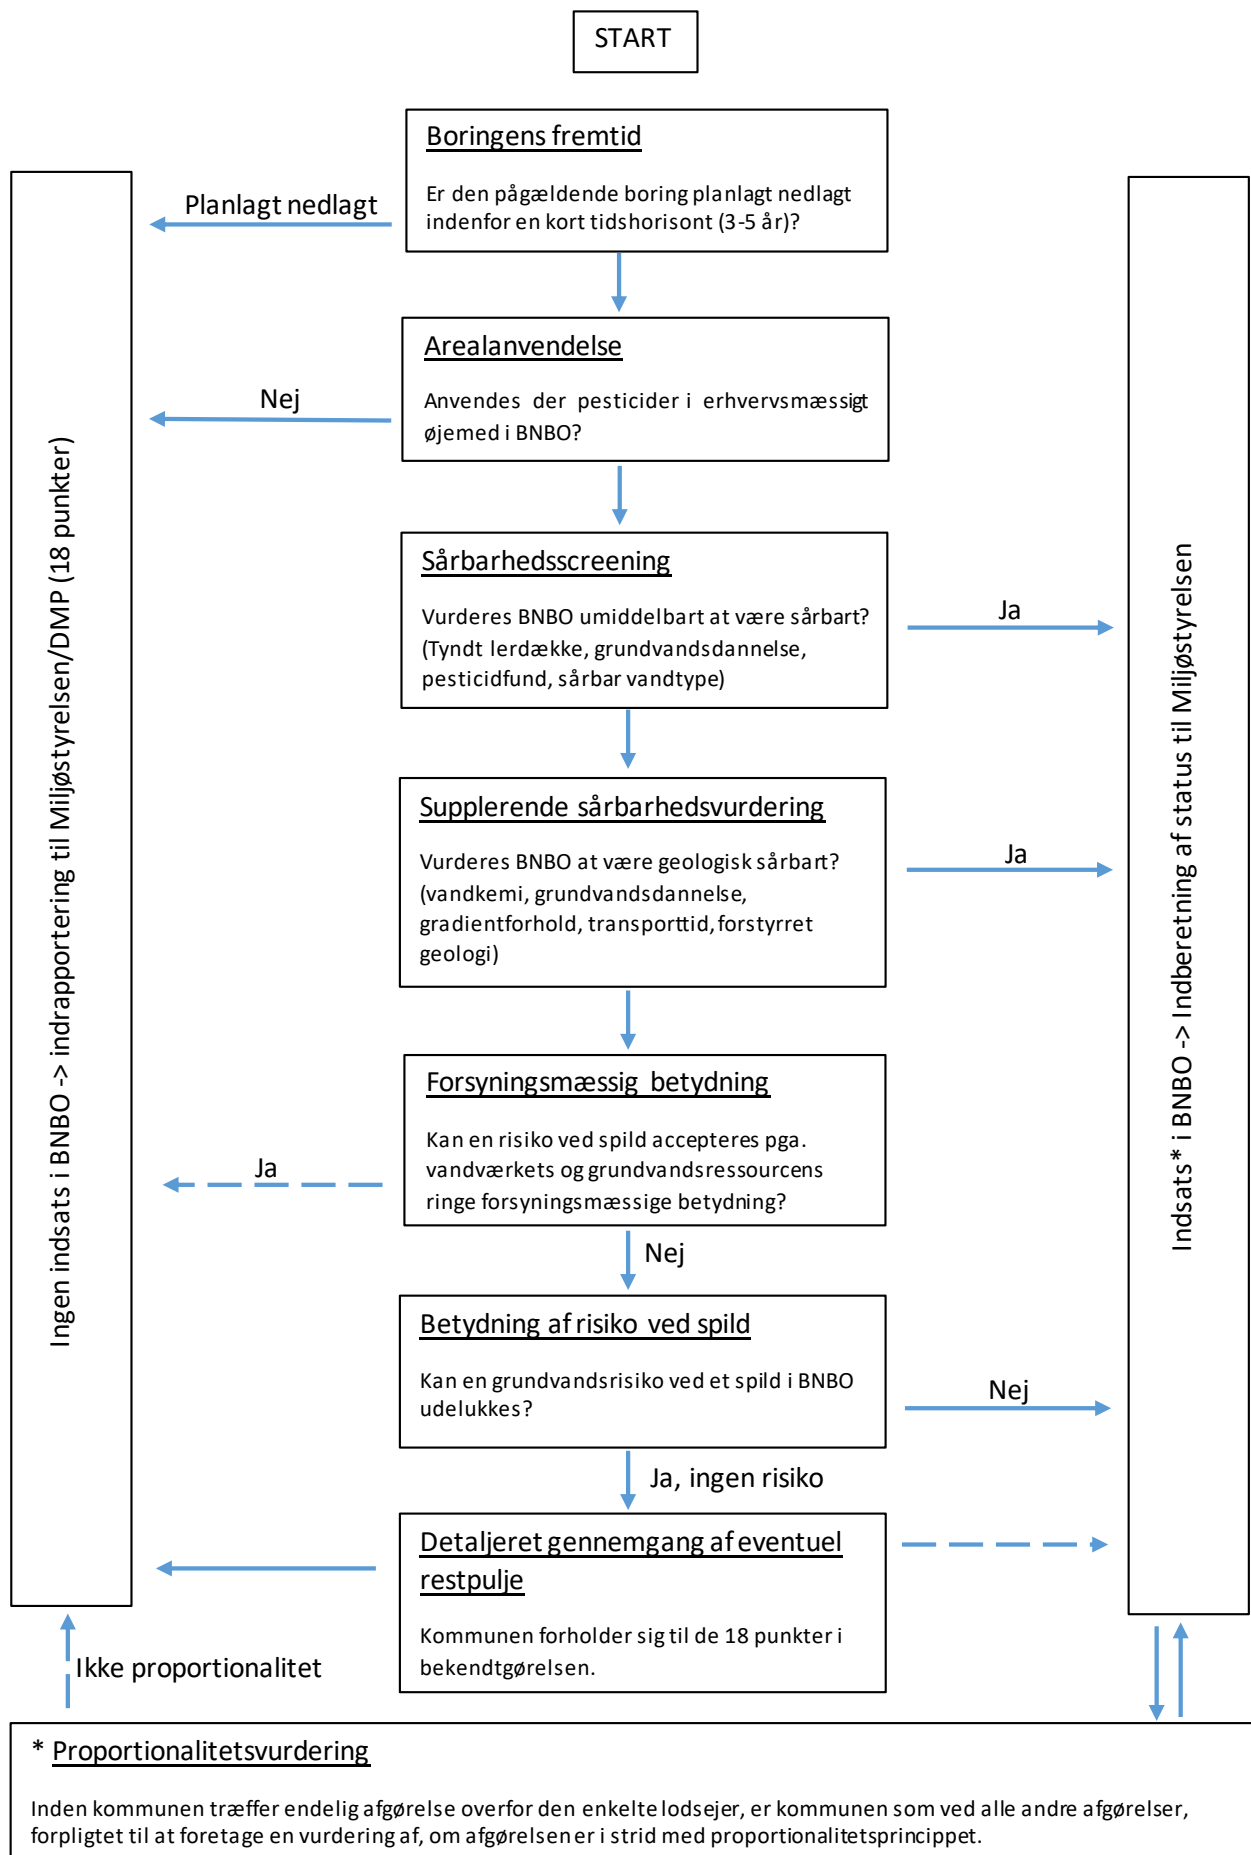 START
Boringens fremtid
Er den pågældende boring planlagt nedlagt
indenfor en kort tidshorisont (3-5 år)?
Planlagt nedlagt
Arealanvendelse
Anvendes der pesticider i erhvervsmæssigt
øjemed i BNBO?
Nej
Sårbarhedsscreening
Vurderes BNBO umiddelbart at være sårbart?
(Tyndt lerdække, grundvandsdannelse,
pesticidfund, sårbar vandtype)
Ja
Supplerende sårbarhedsvurdering
Vurderes BNBO at være geologisk sårbart?
(vandkemi, grundvandsdannelse,
gradientforhold, transporttid, forstyrret
geologi)
Ja
Forsyningsmæssig betydning
Kan en risiko ved spild accepteres pga.
vandværkets og grundvandsressourcens
ringe forsyningsmæssige betydning?
Ja
Nej
Betydning af risiko ved spild
Kan en grundvandsrisiko ved et spild i BNBO
udelukkes?
Nej
Ja, ingen risiko
Detaljeret gennemgang af eventuel
restpulje
Kommunen forholder sig til de 18 punkter i
bekendtgørelsen.
Ingen indsats i BNBO -> indrapportering til Miljøstyrelsen/DMP (18 punkter)
Indsats* i BNBO -> Indberetning af status til Miljøstyrelsen
Ikke proportionalitet
* Proportionalitetsvurdering
Inden kommunen træffer endelig afgørelse overfor den enkelte lodsejer, er kommunen som ved alle andre afgørelser,
forpligtet til at foretage en vurdering af, om afgørelsen er i strid med proportionalitetsprincippet.